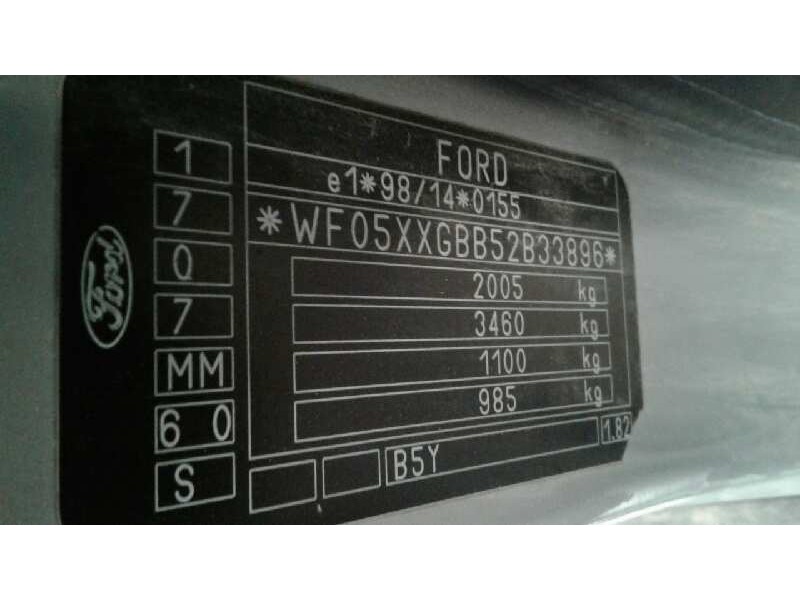 FORD
e1*98/14*0155
*WF05XXGBB52B33896*
2005 kg
3460 kg
1100 kg
985 kg
B5Y 1.82
1
7
0
7
MM
6 0
S
Ford